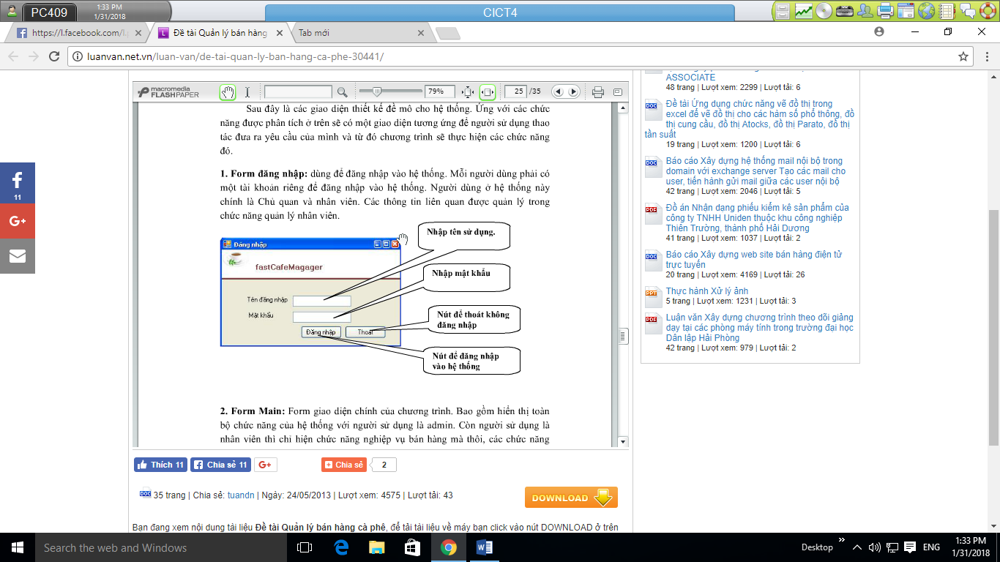 PC409
1:33 PM
1/31/2018
CICT4
https://l.facebook.com/l.p
Đề tài Quản lý bán hàng
Tab mới
luanvan.net.vn/luan-van/de-tai-quan-ly-ban-hang-ca-phe-30441/
macromedia
FLASHPAPER
79%
25 /35
Sau đây là các giao diện thiết kế đề mô cho hệ thống. Ứng với các chức
năng được phân tích ở trên sẽ có một giao diện tương ứng để người sử dụng thao
tác đưa ra yêu cầu của mình và từ đó chương trình sẽ thực hiện các chức năng
đó.
1. Form đăng nhập: dùng để đăng nhập vào hệ thống. Mỗi người dùng phải có
một tài khoản riêng để đăng nhập vào hệ thống. Người dùng ở hệ thống này
chính là Chủ quan và nhân viên. Các thông tin liên quan được quản lý trong
chức năng quản lý nhân viên.
Đăng nhập
fastCafeMagager
Tên đăng nhập
Mật khẩu
Đăng nhập
Thoát
Nhập tên sử dụng.
Nhập mật khẩu
Nút để thoát không
đăng nhập
Nút để đăng nhập
vào hệ thống
2. Form Main: Form giao diện chính của chương trình. Bao gồm hiển thị toàn
bộ chức năng của hệ thống với người sử dụng là admin. Còn người sử dụng là
nhân viên thì chỉ hiện chức năng nghiệp vụ bán hàng mà thôi, các chức năng
11
G+
Thích 11
Chia sẻ 11
G+
Chia sẻ
2
DOC 35 trang | Chia sẻ: tuandn | Ngày: 24/05/2013 | Lượt xem: 4575 | Lượt tải: 43
DOWNLOAD
Bạn đang xem nội dung tài liệu Đề tài Quản lý bán hàng cà phê, để tải tài liệu về máy bạn click vào nút DOWNLOAD ở trên
ASSOCIATE
48 trang | Lượt xem: 2299 | Lượt tải: 6
DOC
Đề tài Ứng dụng chức năng vẽ đồ thị trong
excel để vẽ đồ thị cho các hàm số phổ thông, đồ
thị cung cầu, đồ thị Atocks, đồ thị Parato, đồ thị
tần suất
19 trang | Lượt xem: 1200 | Lượt tải: 6
DOC
Báo cáo Xây dựng hệ thống mail nội bộ trong
domain với exchange server Tạo các mail cho
user, tiến hành gửi mail giữa các user nội bộ
42 trang | Lượt xem: 2046 | Lượt tải: 5
PDF
Đồ án Nhận dạng phiếu kiểm kê sản phẩm của
công ty TNHH Uniden thuộc khu công nghiệp
Thiên Trường, thành phố Hải Dương
41 trang | Lượt xem: 1037 | Lượt tải: 2
DOC
Báo cáo Xây dựng web site bán hàng điện tử
trực tuyến
20 trang | Lượt xem: 4169 | Lượt tải: 26
PPT
Thực hành Xử lý ảnh
5 trang | Lượt xem: 1231 | Lượt tải: 3
PDF
Luận văn Xây dựng chương trình theo dõi giảng
dạy tại các phòng máy tính trong trường đại học
Dân lập Hải Phòng
42 trang | Lượt xem: 979 | Lượt tải: 2
Search the web and Windows
Desktop
ENG
1:33 PM
1/31/2018